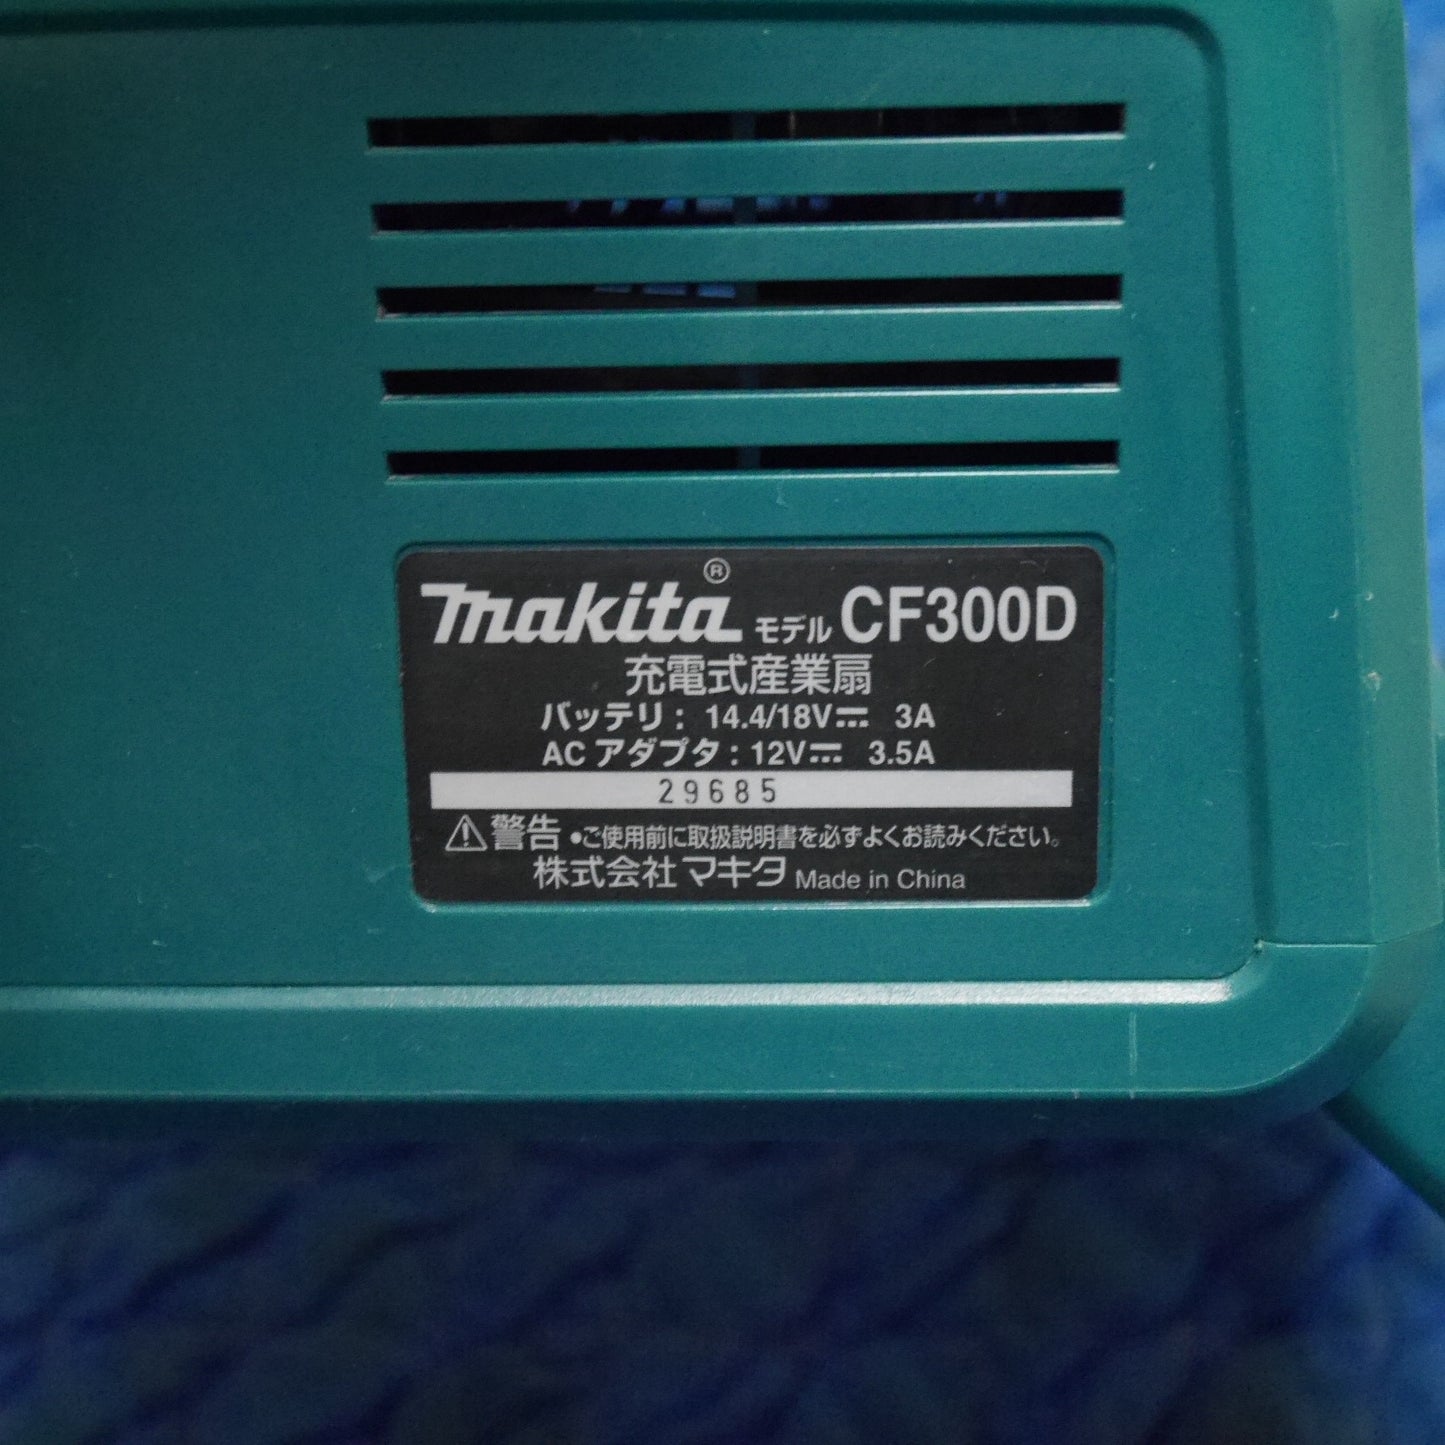 makita® モデル CF300D
充電式産業扇
バッテリ: 14.4/18V⎓ 3A
AC アダプタ: 12V⎓ 3.5A
29685
⚠警告 •ご使用前に取扱説明書を必ずよくお読みください。
株式会社 マキタ Made in China